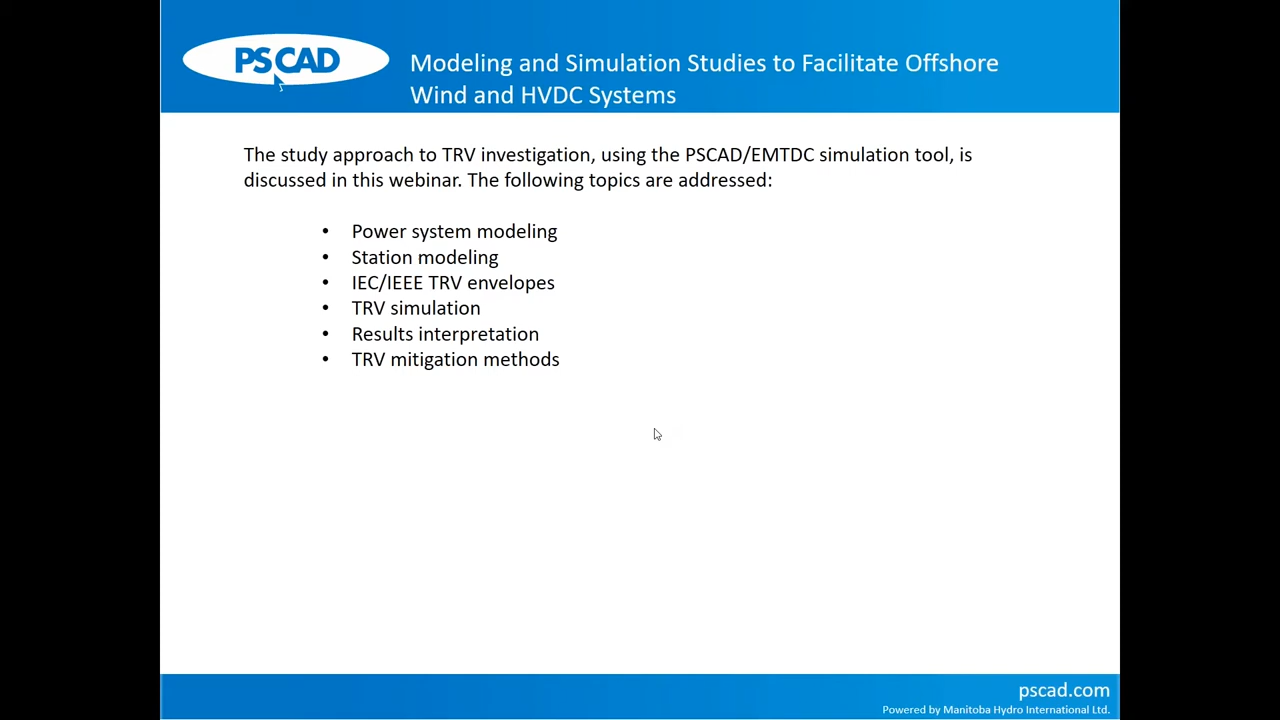 PSCAD
Modeling and Simulation Studies to Facilitate Offshore
Wind and HVDC Systems
The study approach to TRV investigation, using the PSCAD/EMTDC simulation tool, is
discussed in this webinar. The following topics are addressed:
• Power system modeling
• Station modeling
• IEC/IEEE TRV envelopes
• TRV simulation
• Results interpretation
• TRV mitigation methods
pscad.com
Powered by Manitoba Hydro International Ltd.